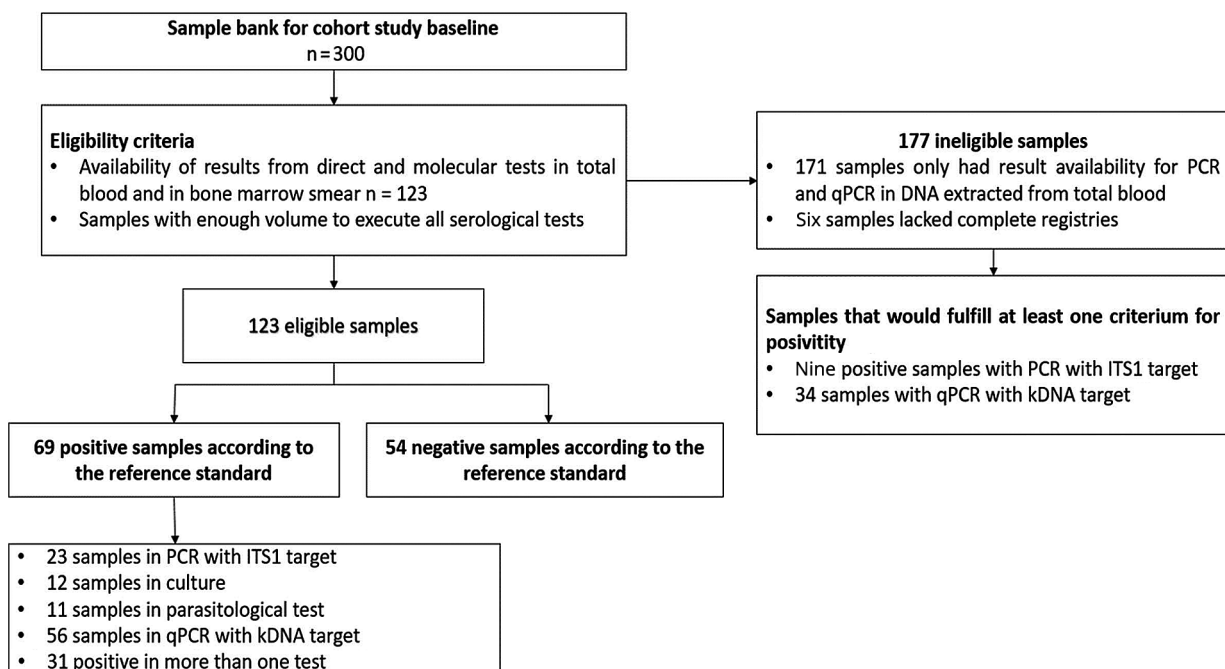 Sample bank for cohort study baseline
n=300
Eligibility criteria
• Availability of results from direct and molecular tests in total
blood and in bone marrow smear n = 123
• Samples with enough volume to execute all serological tests
177 ineligible samples
• 171 samples only had result availability for PCR
and qPCR in DNA extracted from total blood
• Six samples lacked complete registries
123 eligible samples
Samples that would fulfill at least one criterium for
posivitity
• Nine positive samples with PCR with ITS1 target
• 34 samples with qPCR with kDNA target
69 positive samples according to
the reference standard
54 negative samples according to the
reference standard
• 23 samples in PCR with ITS1 target
• 12 samples in culture
• 11 samples in parasitological test
• 56 samples in qPCR with kDNA target
• 31 positive in more than one test